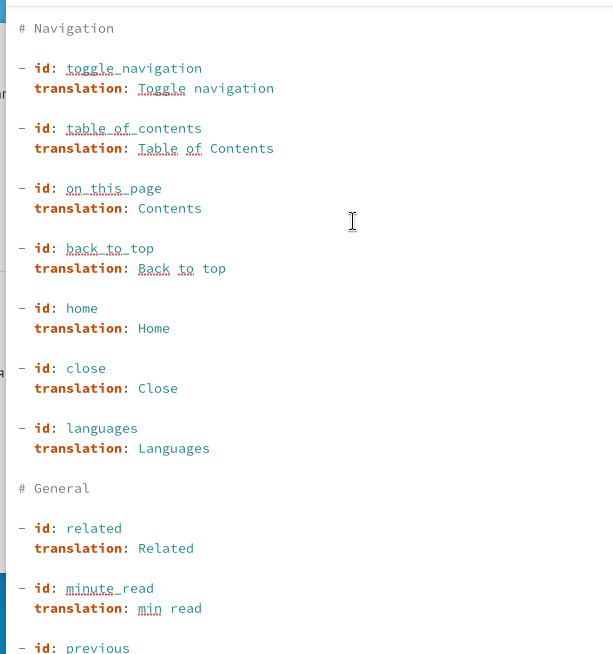 # Navigation
- id: toggle_navigation
translation: Toggle navigation
- id: table_of_contents
translation: Table of Contents
- id: on_this_page
translation: Contents
- id: back_to_top
translation: Back to top
- id: home
translation: Home
- id: close
translation: Close
- id: languages
translation: Languages
# General
- id: related
translation: Related
- id: minute_read
translation: min read
- id: previous